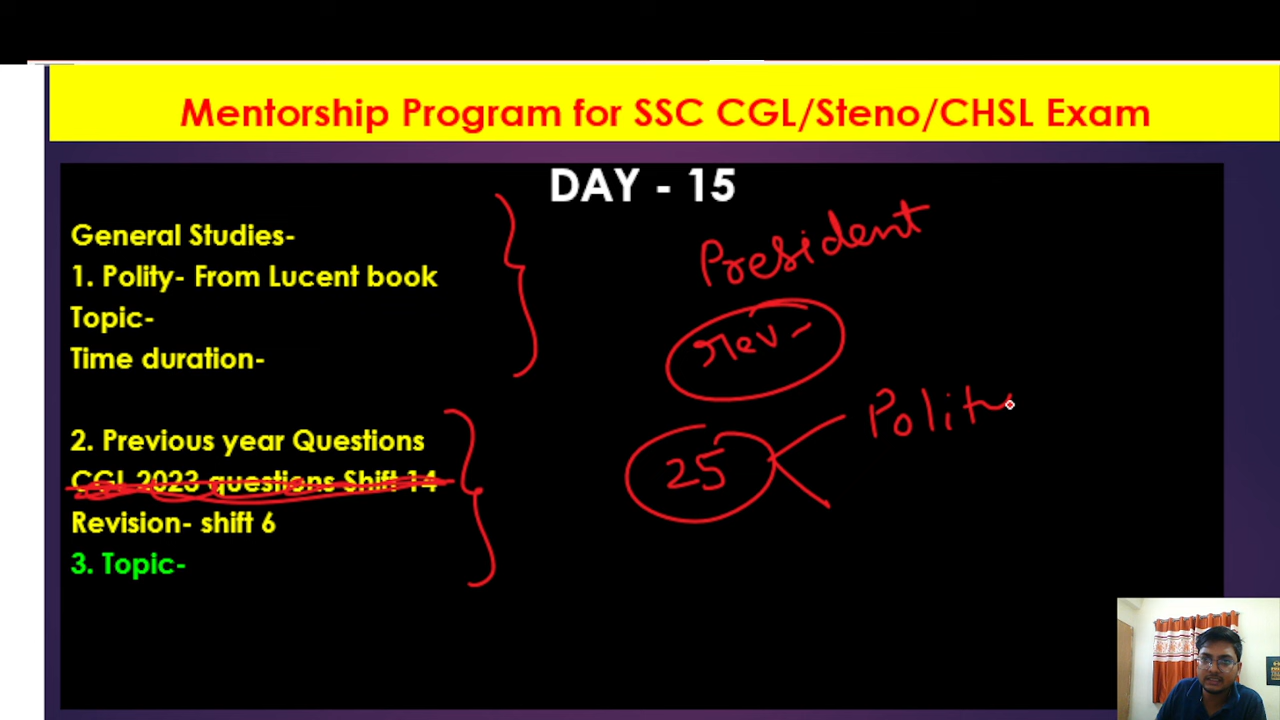 Mentorship Program for SSC CGL/Steno/CHSL Exam
DAY - 15
General Studies-
1. Polity- From Lucent book
Topic-
Time duration-
2. Previous year Questions
CGL 2023 questions Shift 14
Revision- shift 6
3. Topic-
President
rev-
25
Polit